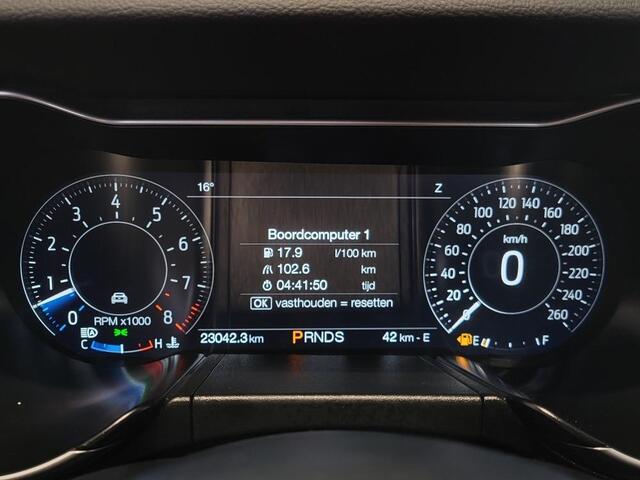 16° Z
Boordcomputer 1
17.9 l/100 km
102.6 km
04:41:50 tijd
OK vasthouden = resetten
23042.3 km PRNDS 42 km - E
0 1 2 3 4 5 6 7 8
RPM x1000
A
C H
0 20 40 60 80 100 120 140 160 180 200 220 240 260
km/h
0
E F